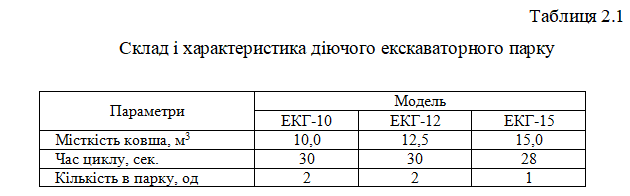 Таблиця 2.1
Склад і характеристика діючого екскаваторного парку
Параметри Модель
ЕКГ-10 ЕКГ-12 ЕКГ-15
Місткість ковша, м³ 10,0 12,5 15,0
Час циклу, сек. 30 30 28
Кількість в парку, од 2 2 1